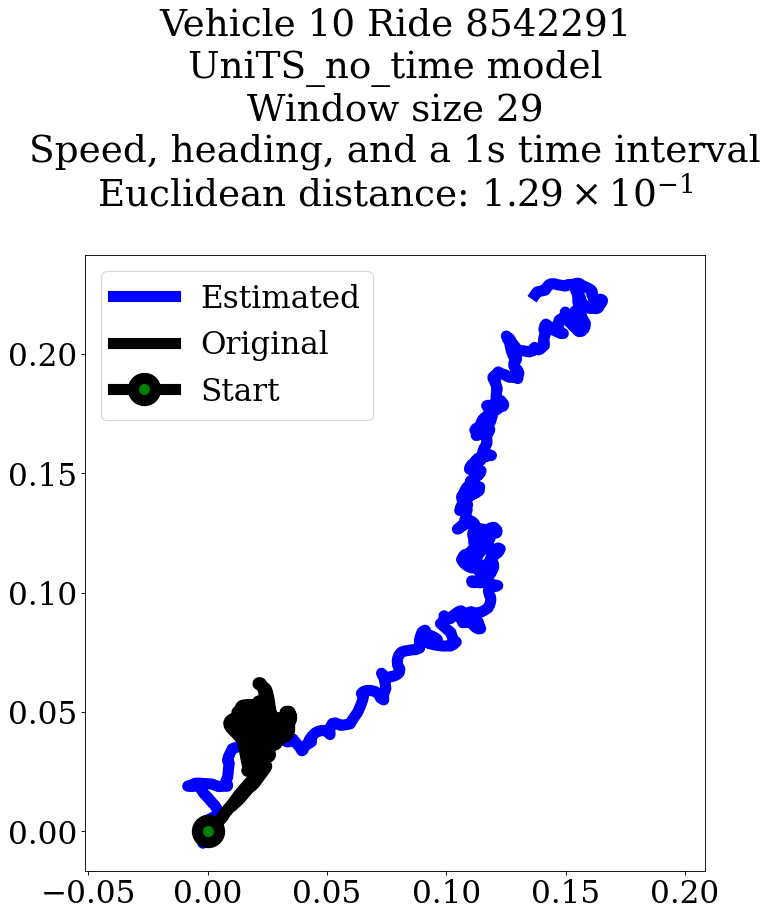 Vehicle 10 Ride 8542291
UniTS_no_time model
Window size 29
Speed, heading, and a 1s time interval
Euclidean distance: 1.29 × 10⁻¹
Estimated
Original
Start
0.20
0.15
0.10
0.05
0.00
−0.05 0.00 0.05 0.10 0.15 0.20